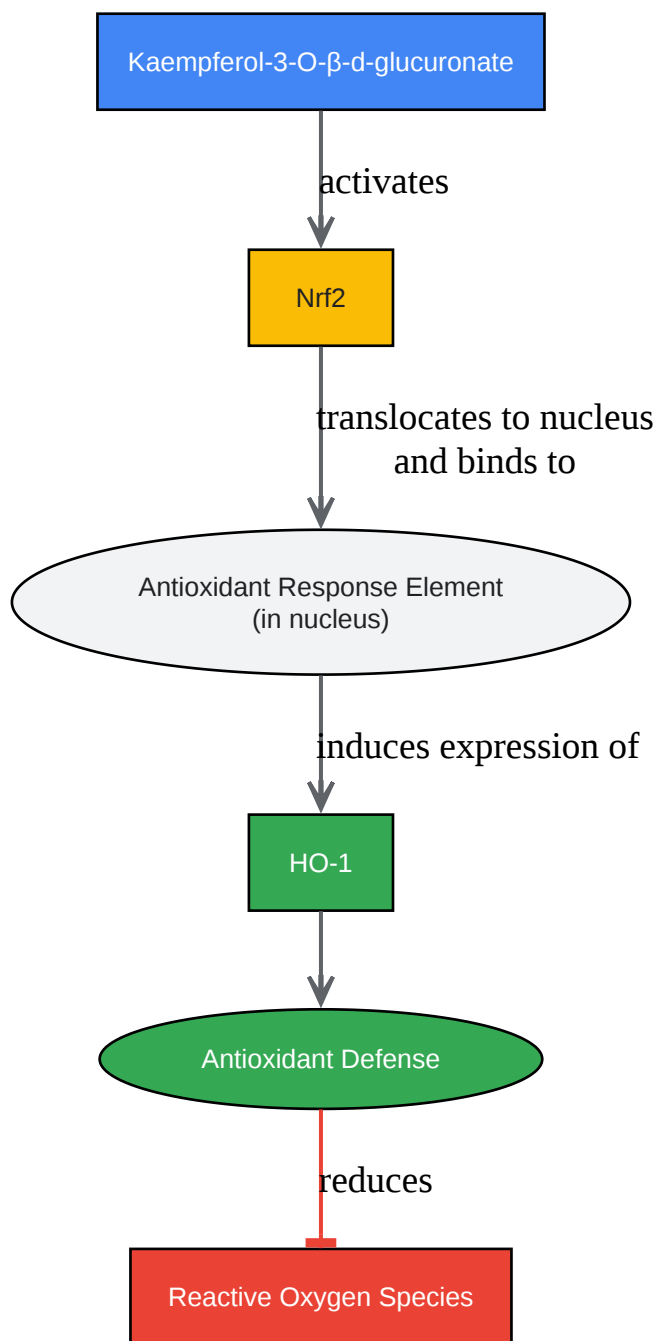 Kaempferol-3-O-β-d-glucuronate
activates
Nrf2
translocates to nucleus
and binds to
Antioxidant Response Element
(in nucleus)
induces expression of
HO-1
Antioxidant Defense
reduces
Reactive Oxygen Species